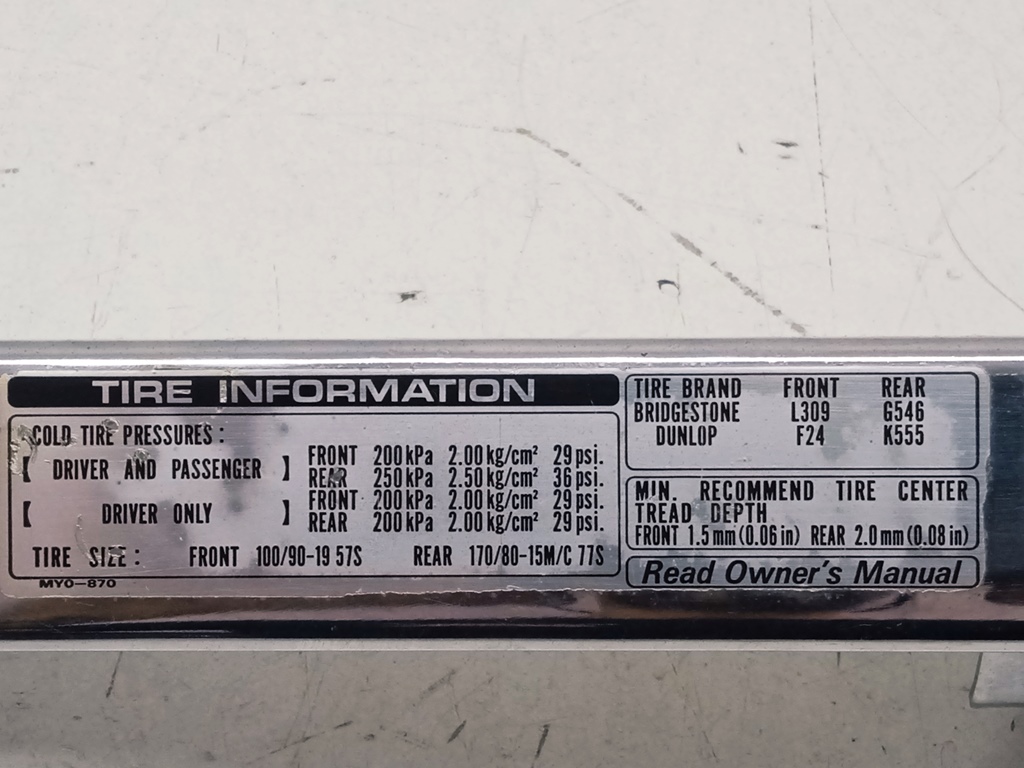 TIRE INFORMATION
COLD TIRE PRESSURES :
【 DRIVER AND PASSENGER 】 FRONT 200 kPa 2.00 kg/cm² 29 psi.
REAR 250 kPa 2.50 kg/cm² 36 psi.
【 DRIVER ONLY 】 FRONT 200 kPa 2.00 kg/cm² 29 psi.
REAR 200 kPa 2.00 kg/cm² 29 psi.
TIRE SIZE : FRONT 100/90-19 57S REAR 170/80-15M/C 77S
MY0-870
TIRE BRAND FRONT REAR
BRIDGESTONE L309 G546
DUNLOP F24 K555
MIN. RECOMMEND TIRE CENTER
TREAD DEPTH
FRONT 1.5 mm (0.06 in) REAR 2.0 mm (0.08 in)
Read Owner's Manual